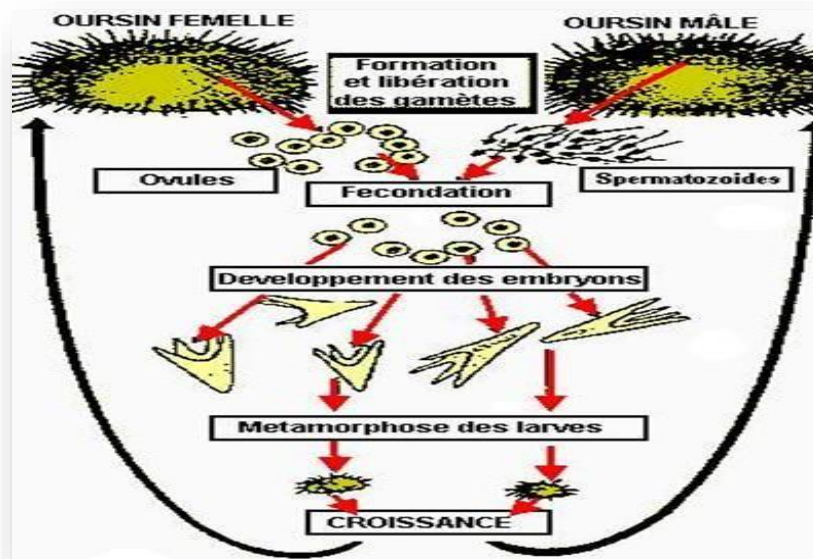 OURSIN FEMELLE
OURSIN MÂLE
Formation
et libération
des gamètes
Ovules
Spermatozoides
Fecondation
Developpement des embryons
Metamorphose des larves
CROISSANCE